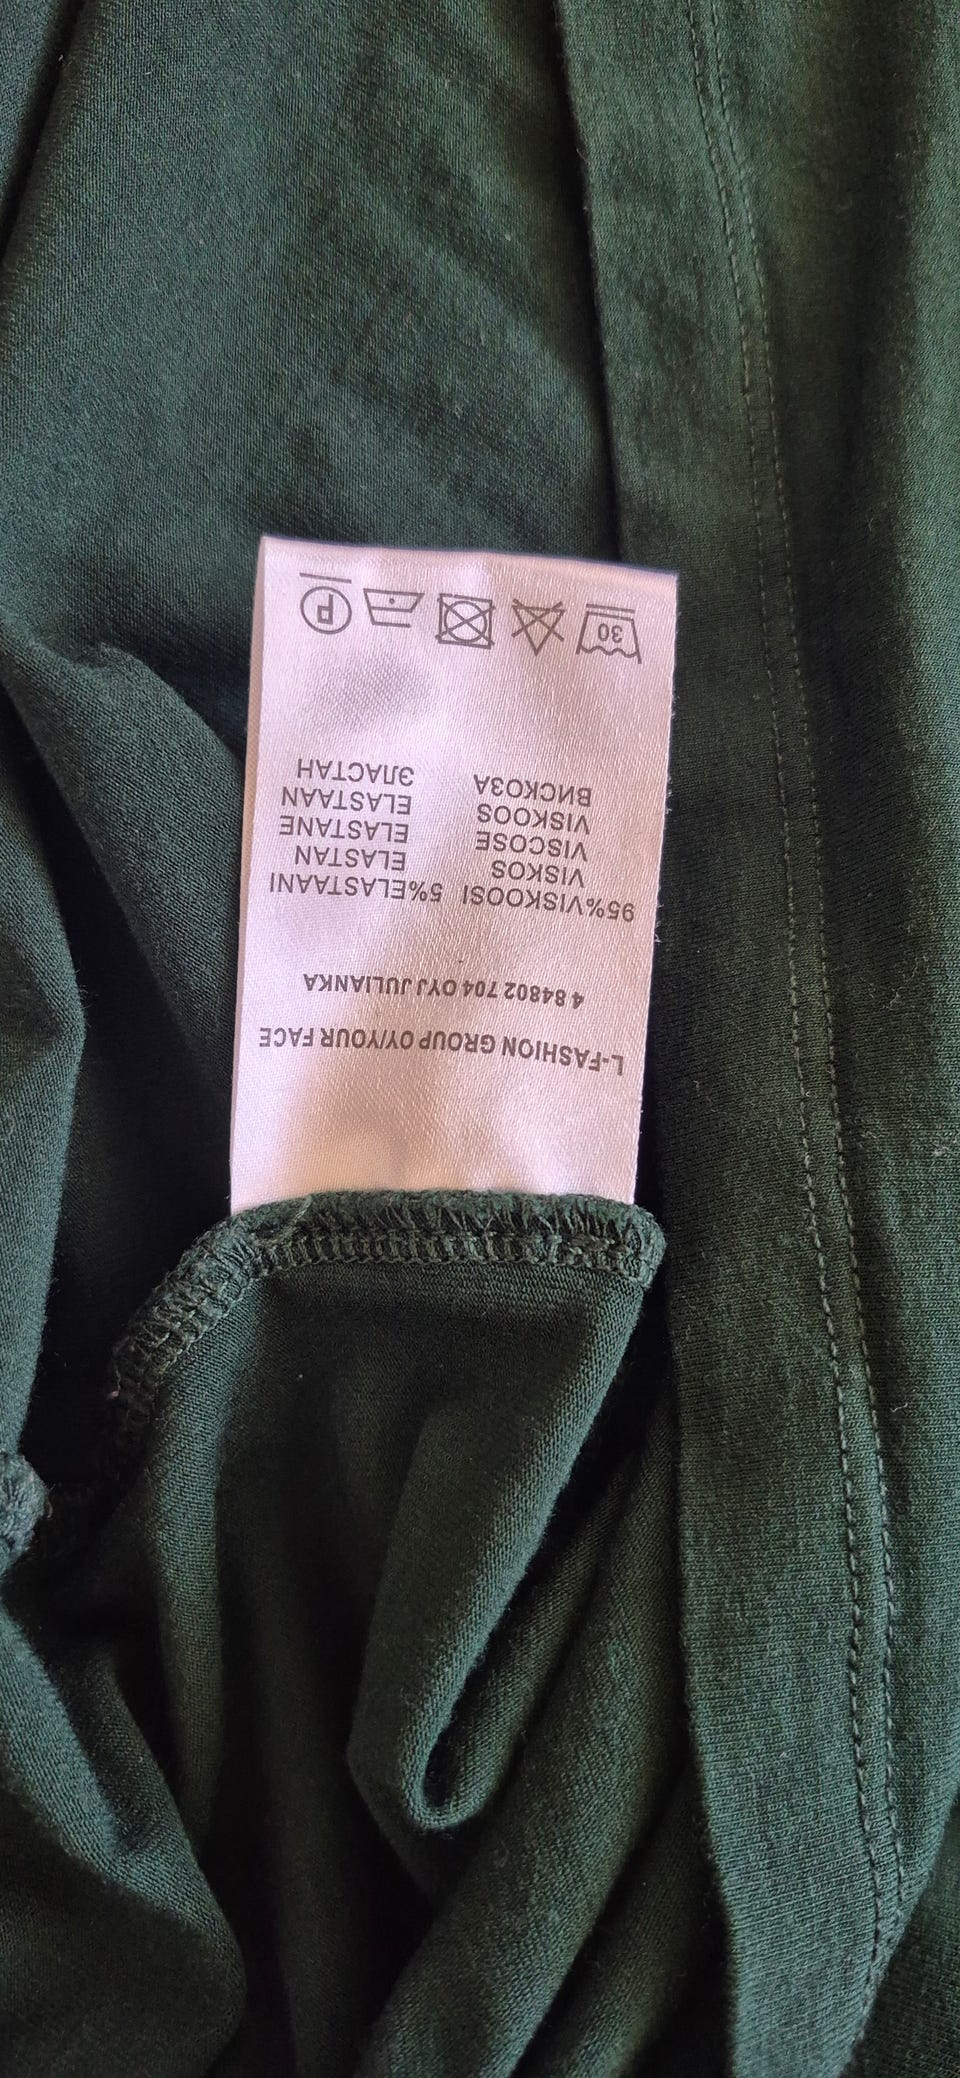 L-FASHION GROUP OY/YOUR FACE
4 84802 704 OYJ JULIANKA
95%VISKOOSI 5%ELASTAANI
VISKOS ELASTAN
VISCOSE ELASTANE
VISKOOS ELASTAAN
ВИСКОЗА ЭЛАСТАН
30 P